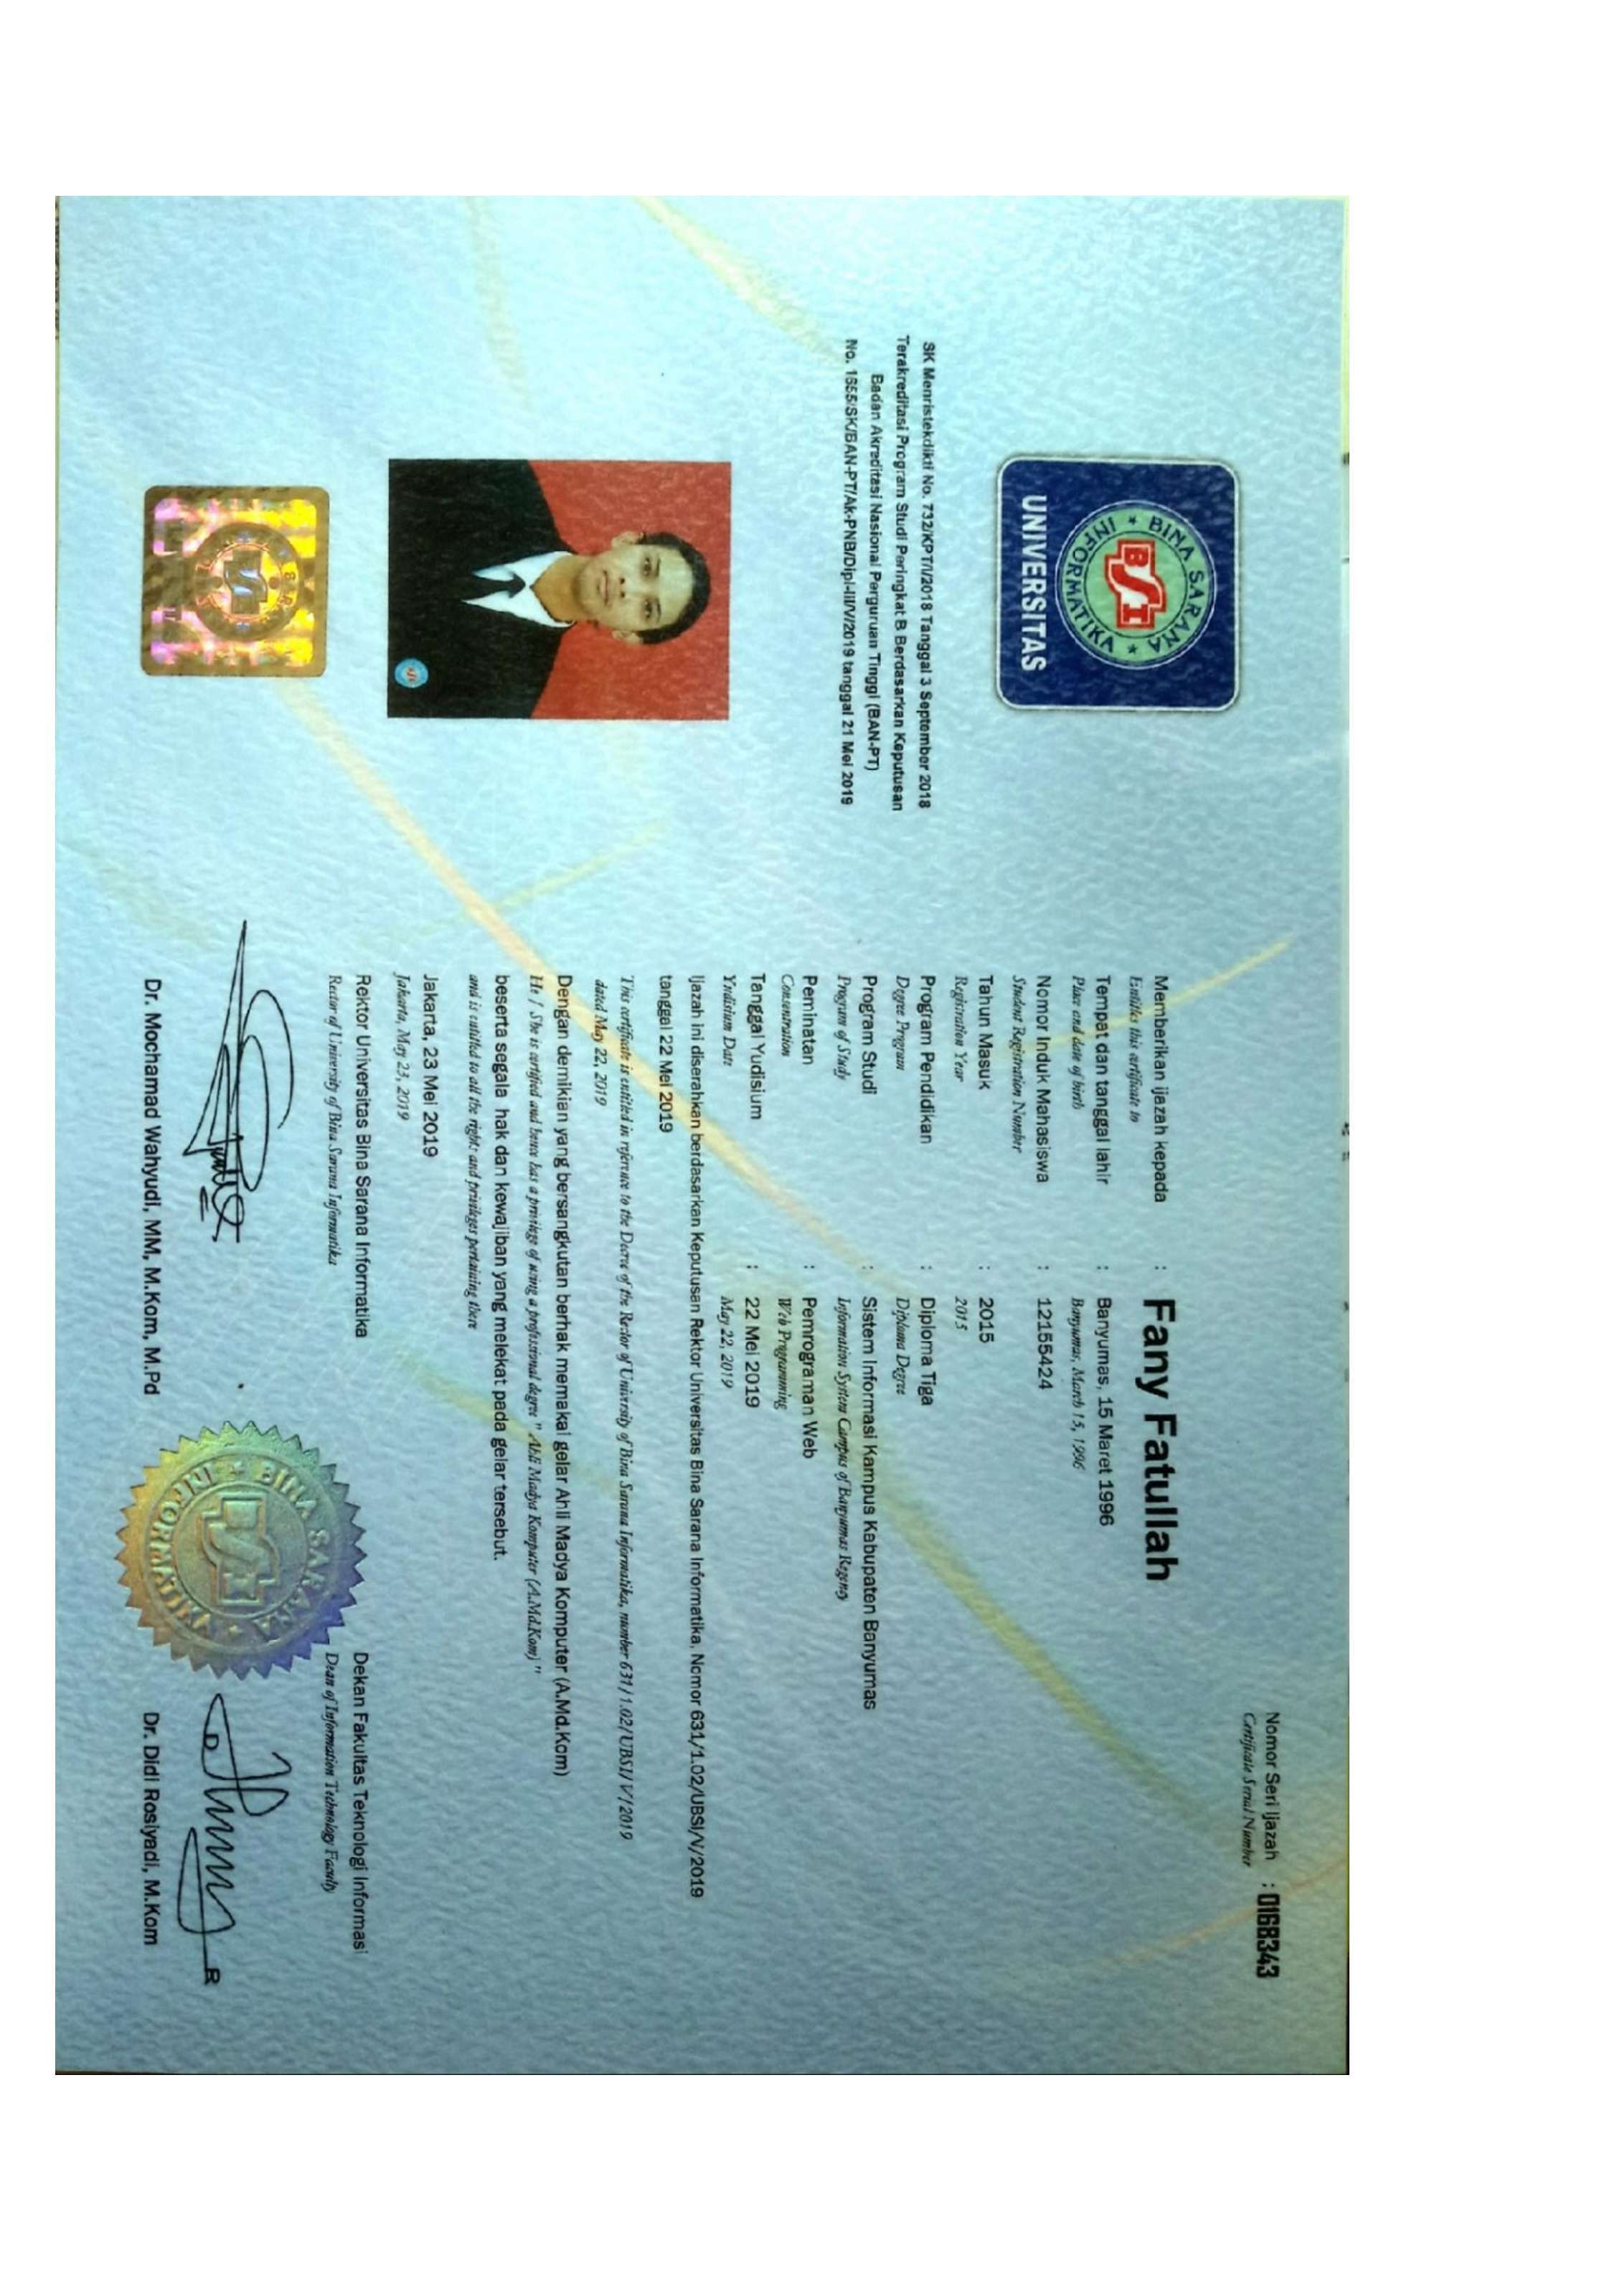 Nomor Seri Ijazah : 0168343
Certificate Serial Number
BINA SARANA
INFORMATIKA
BSI
UNIVERSITAS
SK Menristekdikti No. 732/KPT/I/2018 Tanggal 3 September 2018
Terakreditasi Program Studi Peringkat B Berdasarkan Keputusan
Badan Akreditasi Nasional Perguruan Tinggi (BAN-PT)
No. 1655/SK/BAN-PT/Ak-PNB/Dipl-III/V/2019 tanggal 21 Mei 2019
Memberikan ijazah kepada : Fany Fatullah
Entitles this certificate to
Tempat dan tanggal lahir : Banyumas, 15 Maret 1996
Place and date of birth Banyumas, March 15, 1996
Nomor Induk Mahasiswa : 12155424
Student Registration Number
Tahun Masuk : 2015
Registration Year 2015
Program Pendidikan : Diploma Tiga
Degree Program Diploma Degree
Program Studi : Sistem Informasi Kampus Kabupaten Banyumas
Program of Study Information System Campus of Banyumas Regency
Peminatan : Pemrograman Web
Consentration Web Programming
Tanggal Yudisium : 22 Mei 2019
Yudisium Date May 22, 2019
Ijazah ini diserahkan berdasarkan Keputusan Rektor Universitas Bina Sarana Informatika, Nomor 631/1.02/UBSI/V/2019
tanggal 22 Mei 2019
This certificate is entitled in reference to the Decree of the Rector of University of Bina Sarana Informatika, number 631/1.02/UBSI/V/2019
dated May 22, 2019
Dengan demikian yang bersangkutan berhak memakai gelar Ahli Madya Komputer (A.Md.Kom)
He / She is certified and hence has a privilege of using a professional degree " Ahli Madya Komputer (A.Md.Kom) "
beserta segala hak dan kewajiban yang melekat pada gelar tersebut.
and is entitled to all the rights and privileges pertaining there
Jakarta, 23 Mei 2019
Jakarta, May 23, 2019
Rektor Universitas Bina Sarana Informatika
Rector of University of Bina Sarana Informatika
Dr. Mochamad Wahyudi, MM, M.Kom, M.Pd
BINA SARANA
INFORMATIKA
BSI
Dekan Fakultas Teknologi Informasi
Dean of Information Technology Faculty
Dr. Didi Rosiyadi, M.Kom